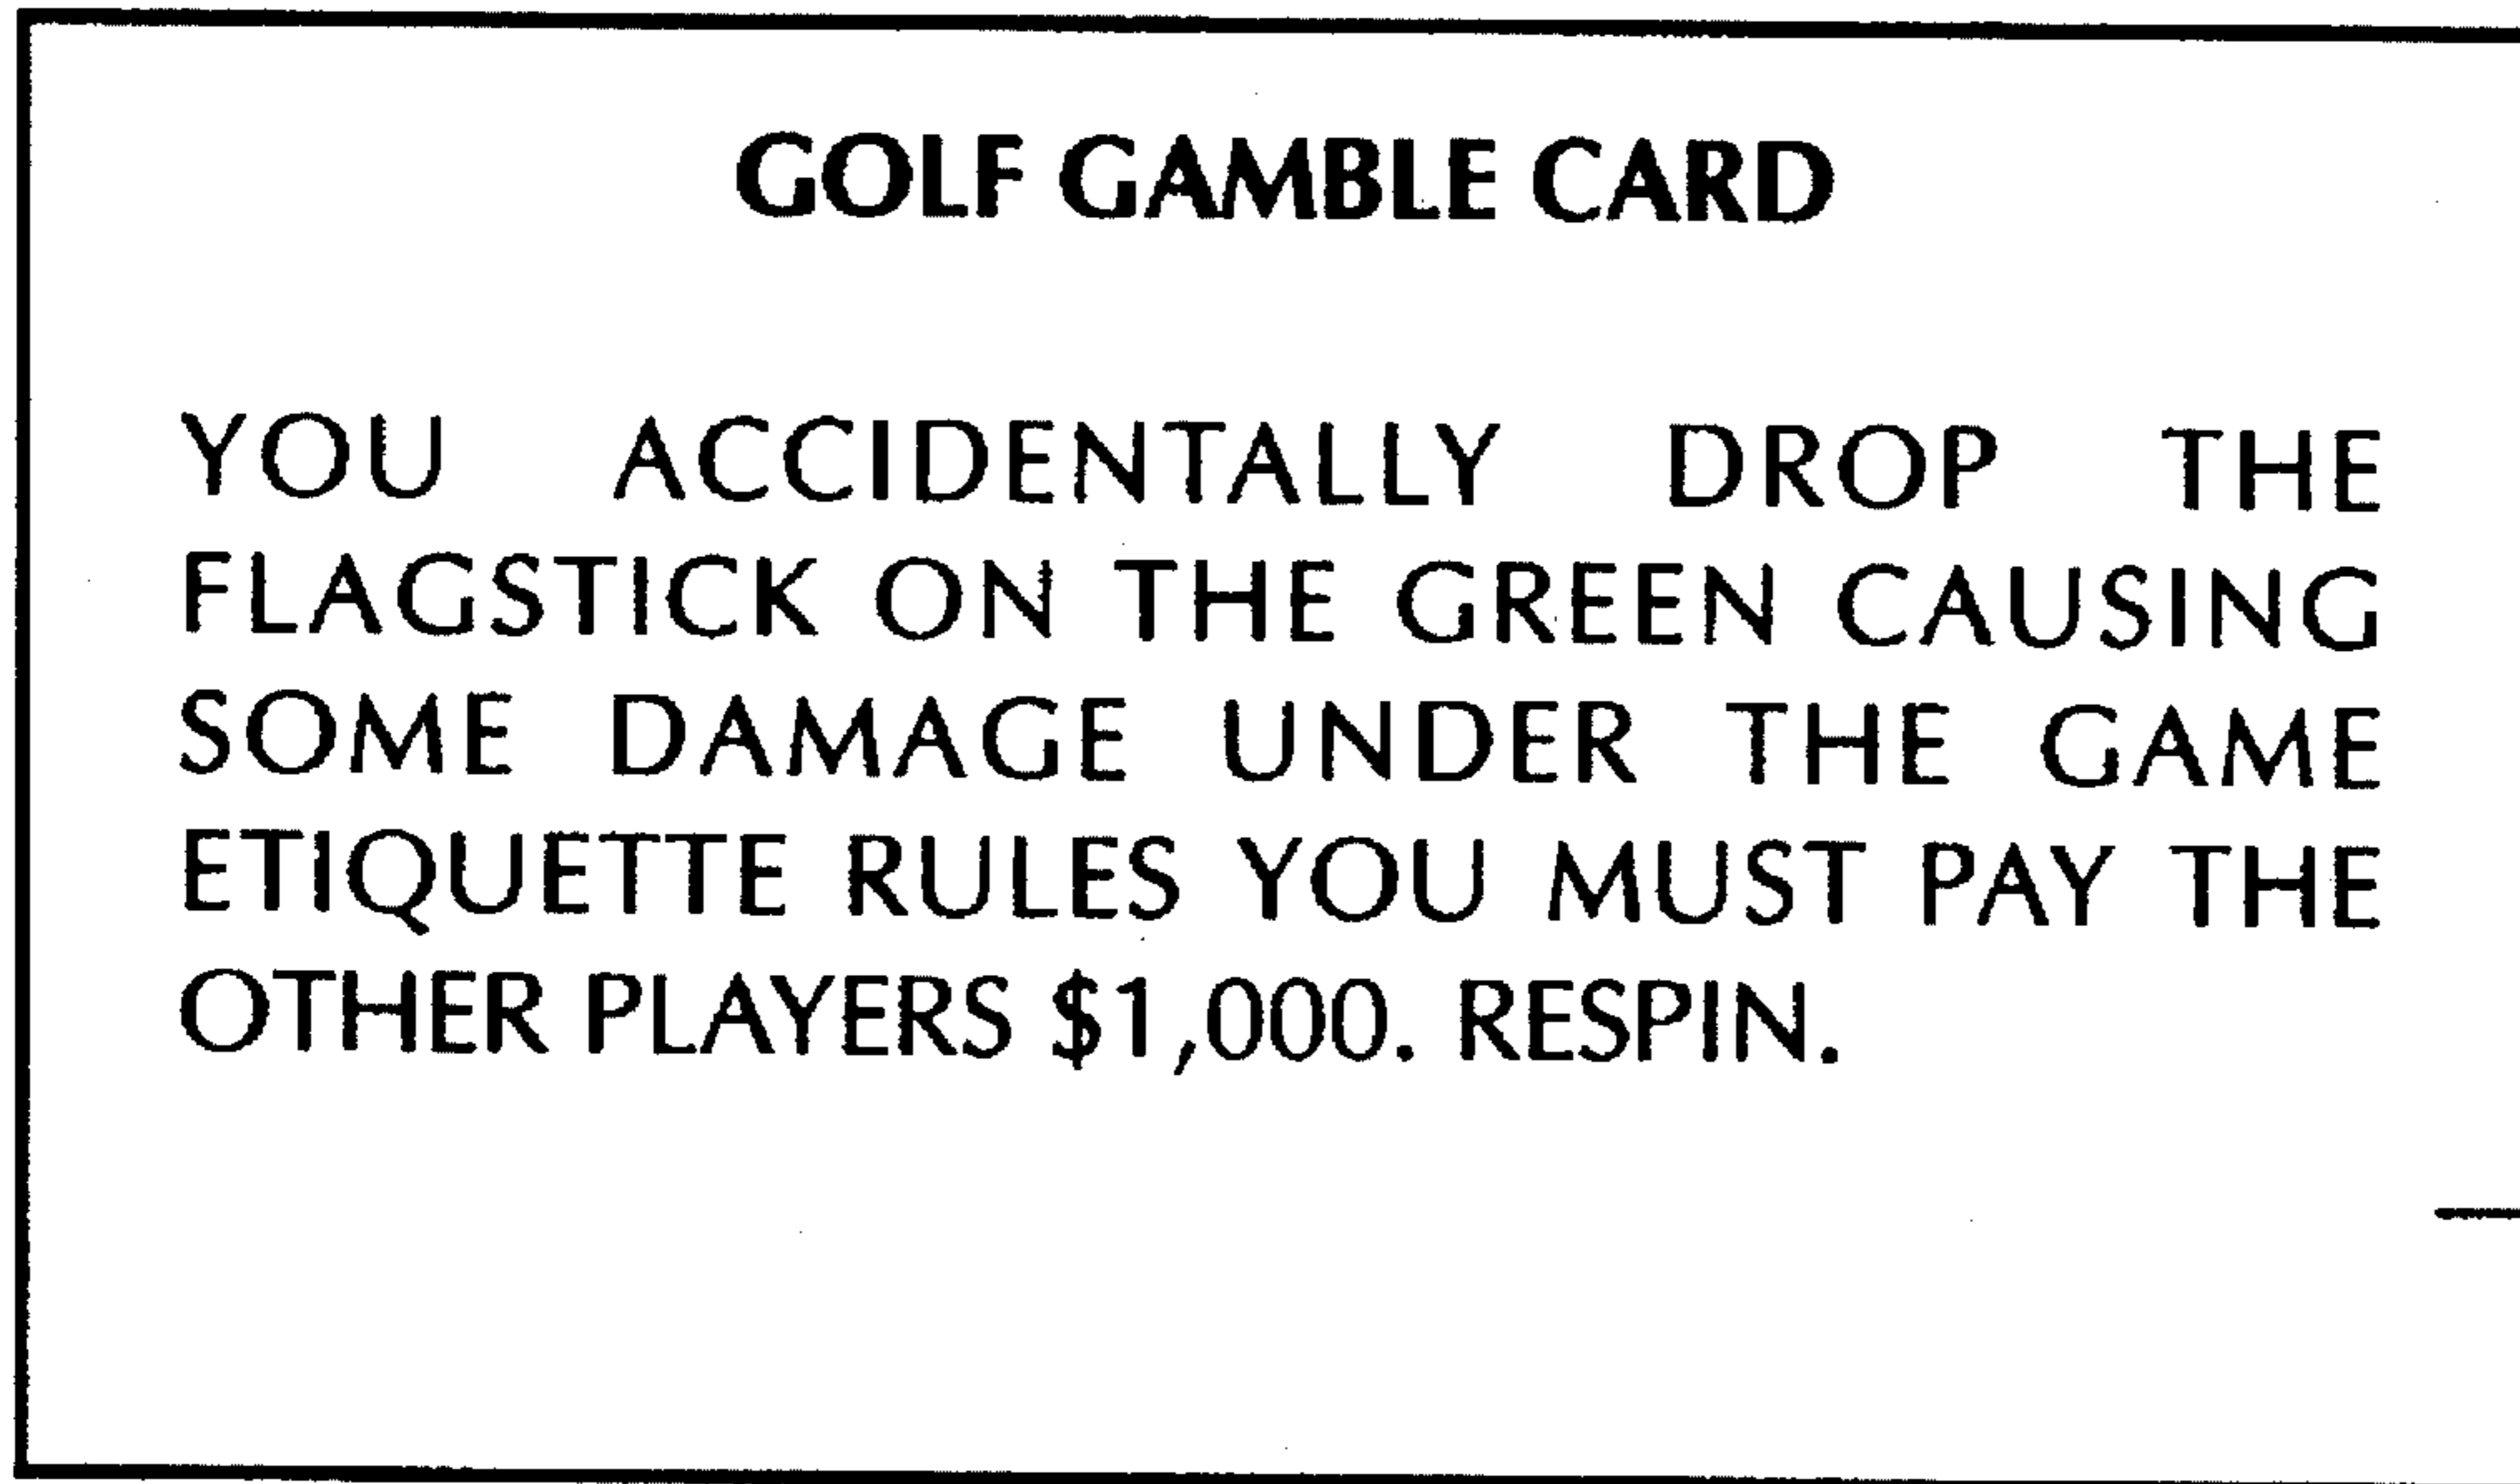 GOLF GAMBLE CARD
YOU ACCIDENTALLY DROP THE
FLAGSTICK ON THE GREEN CAUSING
SOME DAMAGE UNDER THE GAME
ETIQUETTE RULES YOU MUST PAY THE
OTHER PLAYERS $1,000. RESPIN.